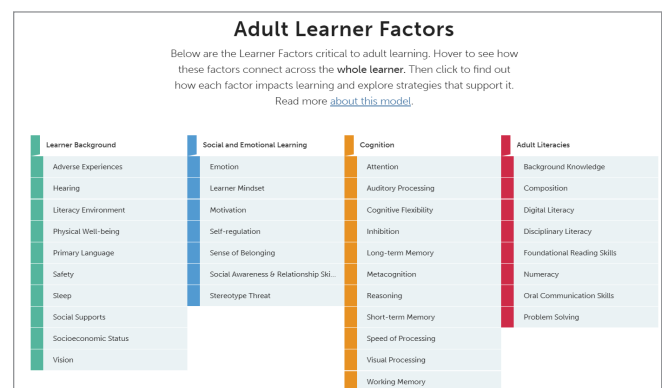 Adult Learner Factors
Below are the Learner Factors critical to adult learning. Hover to see how
these factors connect across the whole learner. Then click to find out
how each factor impacts learning and explore strategies that support it.
Read more about this model.
Learner Background
Adverse Experiences
Hearing
Literacy Environment
Physical Well-being
Primary Language
Safety
Sleep
Social Supports
Socioeconomic Status
Vision
Social and Emotional Learning
Emotion
Learner Mindset
Motivation
Self-regulation
Sense of Belonging
Social Awareness & Relationship Ski...
Stereotype Threat
Cognition
Attention
Auditory Processing
Cognitive Flexibility
Inhibition
Long-term Memory
Metacognition
Reasoning
Short-term Memory
Speed of Processing
Visual Processing
Working Memory
Adult Literacies
Background Knowledge
Composition
Digital Literacy
Disciplinary Literacy
Foundational Reading Skills
Numeracy
Oral Communication Skills
Problem Solving